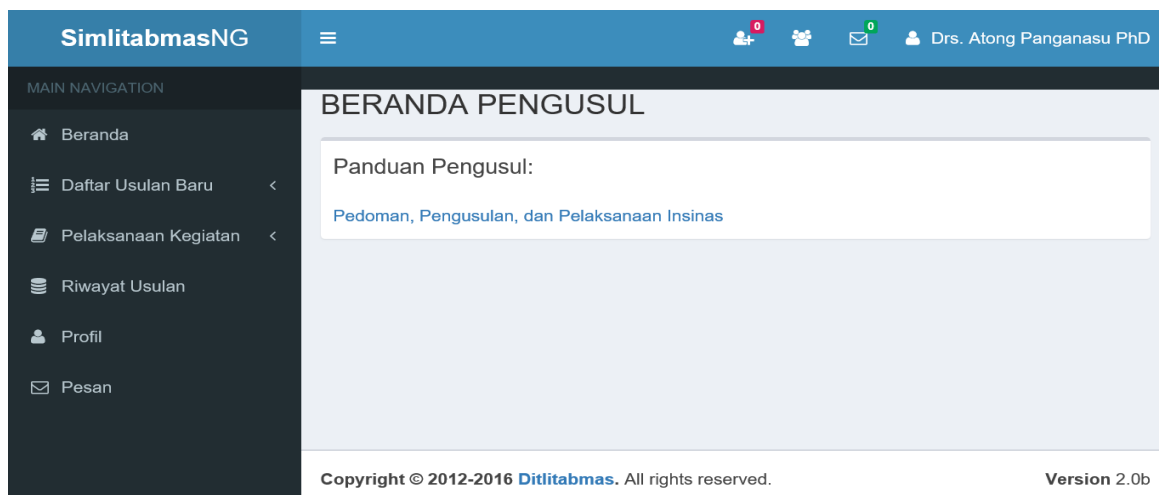 SimlitabmasNG
0
0
Drs. Atong Panganasu PhD
MAIN NAVIGATION
Beranda
Daftar Usulan Baru
Pelaksanaan Kegiatan
Riwayat Usulan
Profil
Pesan
BERANDA PENGUSUL
Panduan Pengusul:
Pedoman, Pengusulan, dan Pelaksanaan Insinas
Copyright © 2012-2016 Ditlitabmas. All rights reserved.
Version 2.0b